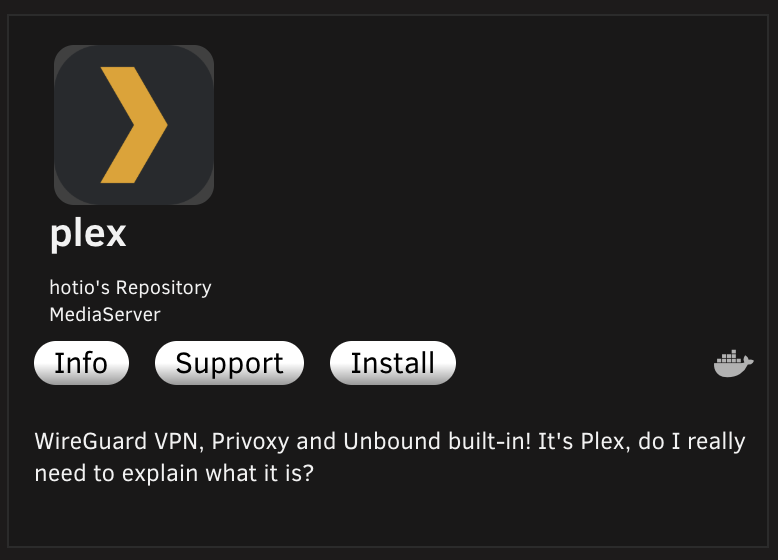 plex
hotio's Repository
MediaServer
Info Support Install
WireGuard VPN, Privoxy and Unbound built-in! It's Plex, do I really
need to explain what it is?